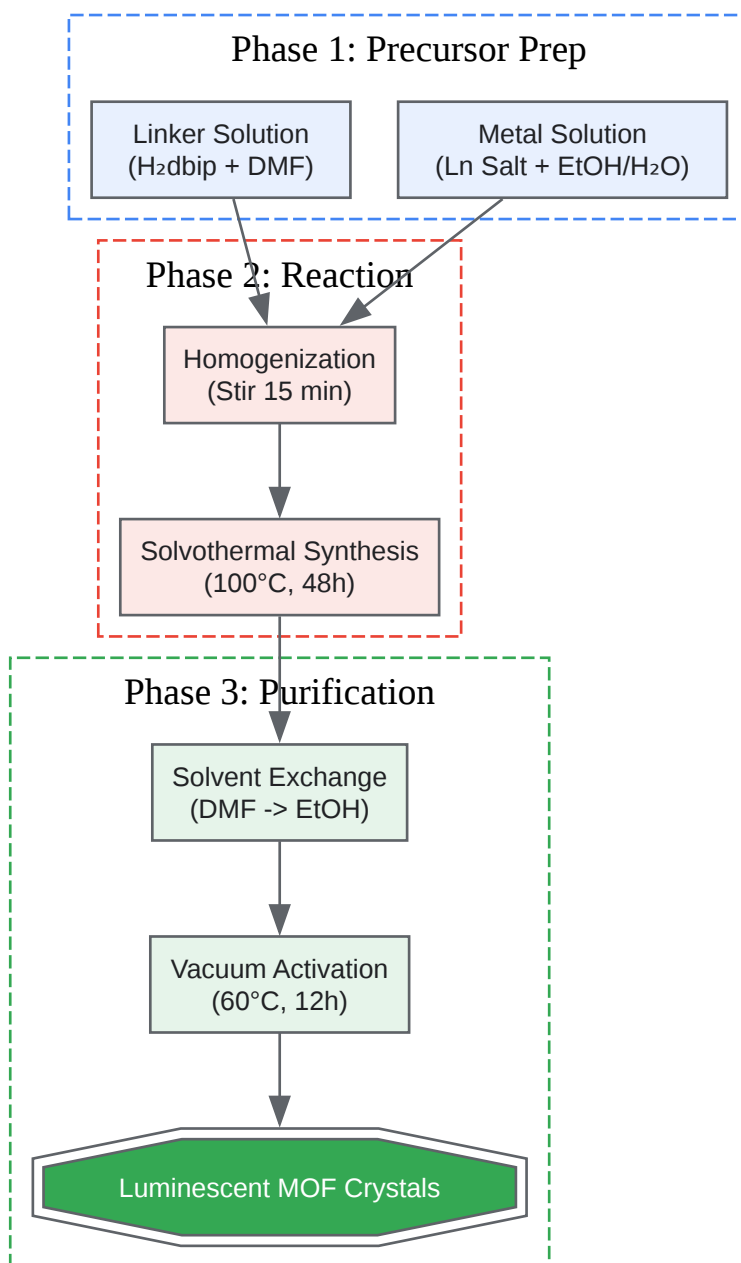 Phase 1: Precursor Prep
Linker Solution
(H₂dbip + DMF)
Metal Solution
(Ln Salt + EtOH/H₂O)
Phase 2: Reaction
Homogenization
(Stir 15 min)
Solvothermal Synthesis
(100°C, 48h)
Phase 3: Purification
Solvent Exchange
(DMF -> EtOH)
Vacuum Activation
(60°C, 12h)
Luminescent MOF Crystals